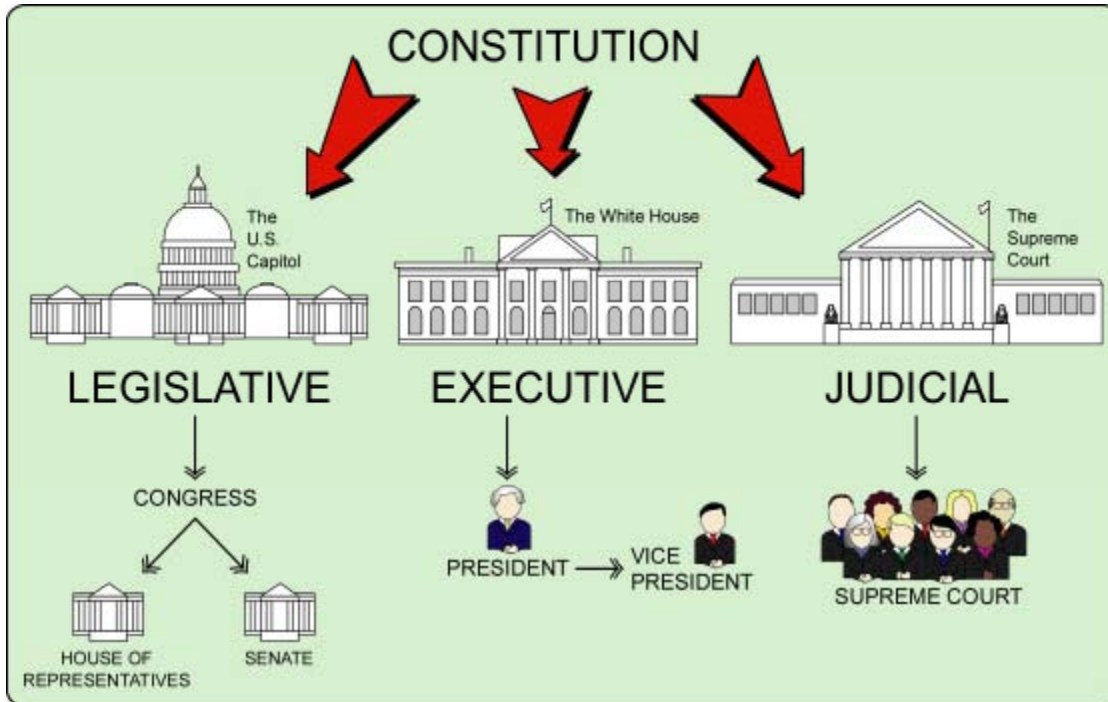 CONSTITUTION
The
U.S.
Capitol
The White House
The
Supreme
Court
LEGISLATIVE
EXECUTIVE
JUDICIAL
CONGRESS
HOUSE OF
REPRESENTATIVES
SENATE
PRESIDENT
VICE
PRESIDENT
SUPREME COURT